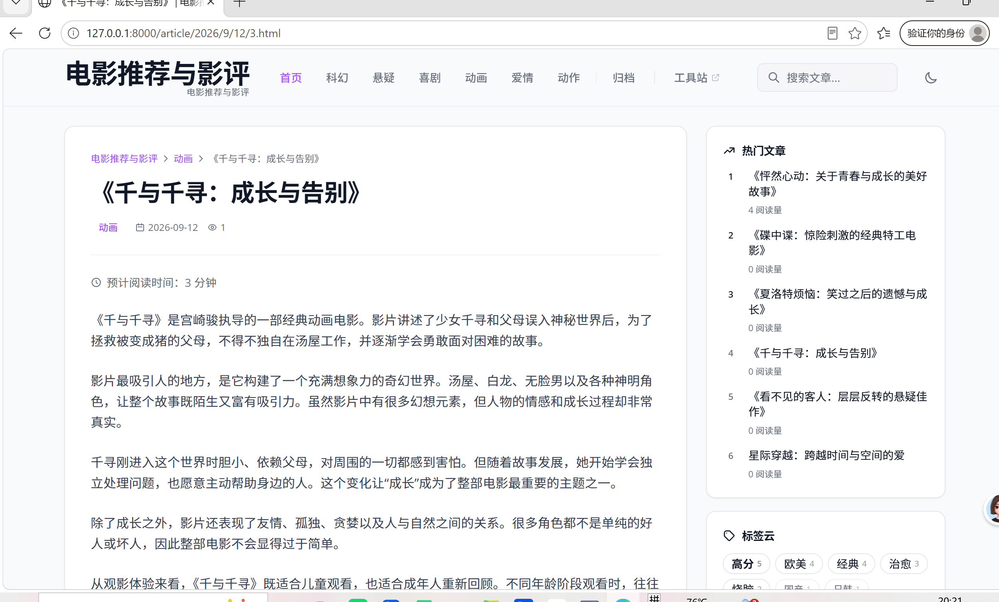 《千与千寻：成长与告别》 | 电影
127.0.0.1:8000/article/2026/9/12/3.html
验证你的身份
电影推荐与影评
电影推荐与影评
首页 科幻 悬疑 喜剧 动画 爱情 动作 归档 工具站
搜索文章...
电影推荐与影评 > 动画 > 《千与千寻：成长与告别》
《千与千寻：成长与告别》
动画 2026-09-12 1
预计阅读时间：3 分钟
《千与千寻》是宫崎骏执导的一部经典动画电影。影片讲述了少女千寻和父母误入神秘世界后，为了
拯救被变成猪的父母，不得不独自在汤屋工作，并逐渐学会勇敢面对困难的故事。
影片最吸引人的地方，是它构建了一个充满想象力的奇幻世界。汤屋、白龙、无脸男以及各种神明角
色，让整个故事既陌生又富有吸引力。虽然影片中有很多幻想元素，但人物的情感和成长过程却非常
真实。
千寻刚进入这个世界时胆小、依赖父母，对周围的一切都感到害怕。但随着故事发展，她开始学会独
立处理问题，也愿意主动帮助身边的人。这个变化让“成长”成为了整部电影最重要的主题之一。
除了成长之外，影片还表现了友情、孤独、贪婪以及人与自然之间的关系。很多角色都不是单纯的好
人或坏人，因此整部电影不会显得过于简单。
从观影体验来看，《千与千寻》既适合儿童观看，也适合成年人重新回顾。不同年龄阶段观看时，往往
热门文章
1 《怦然心动：关于青春与成长的美好
故事》
4 阅读量
2 《碟中谍：惊险刺激的经典特工电
影》
0 阅读量
3 《夏洛特烦恼：笑过之后的遗憾与成
长》
0 阅读量
4 《千与千寻：成长与告别》
0 阅读量
5 《看不见的客人：层层反转的悬疑佳
作》
0 阅读量
6 星际穿越：跨越时间与空间的爱
0 阅读量
标签云
高分 5 欧美 4 经典 4 治愈 3
烧脑 2 国产 1 日韩 1
拼 76°C 20:21